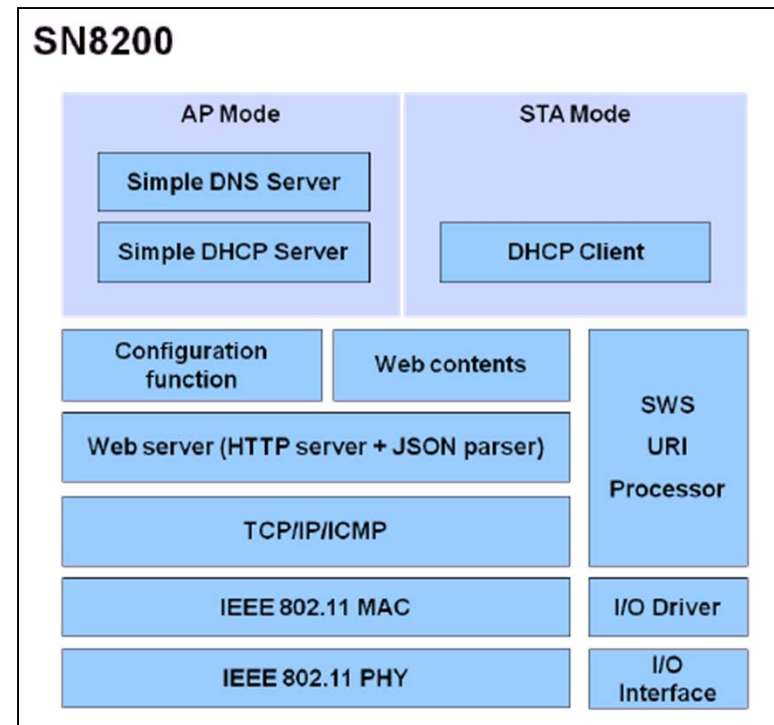 SN8200
AP Mode
STA Mode
Simple DNS Server
Simple DHCP Server
DHCP Client
Configuration
function
Web contents
SWS
URI
Processor
Web server (HTTP server + JSON parser)
TCP/IP/ICMP
IEEE 802.11 MAC
I/O Driver
IEEE 802.11 PHY
I/O
Interface